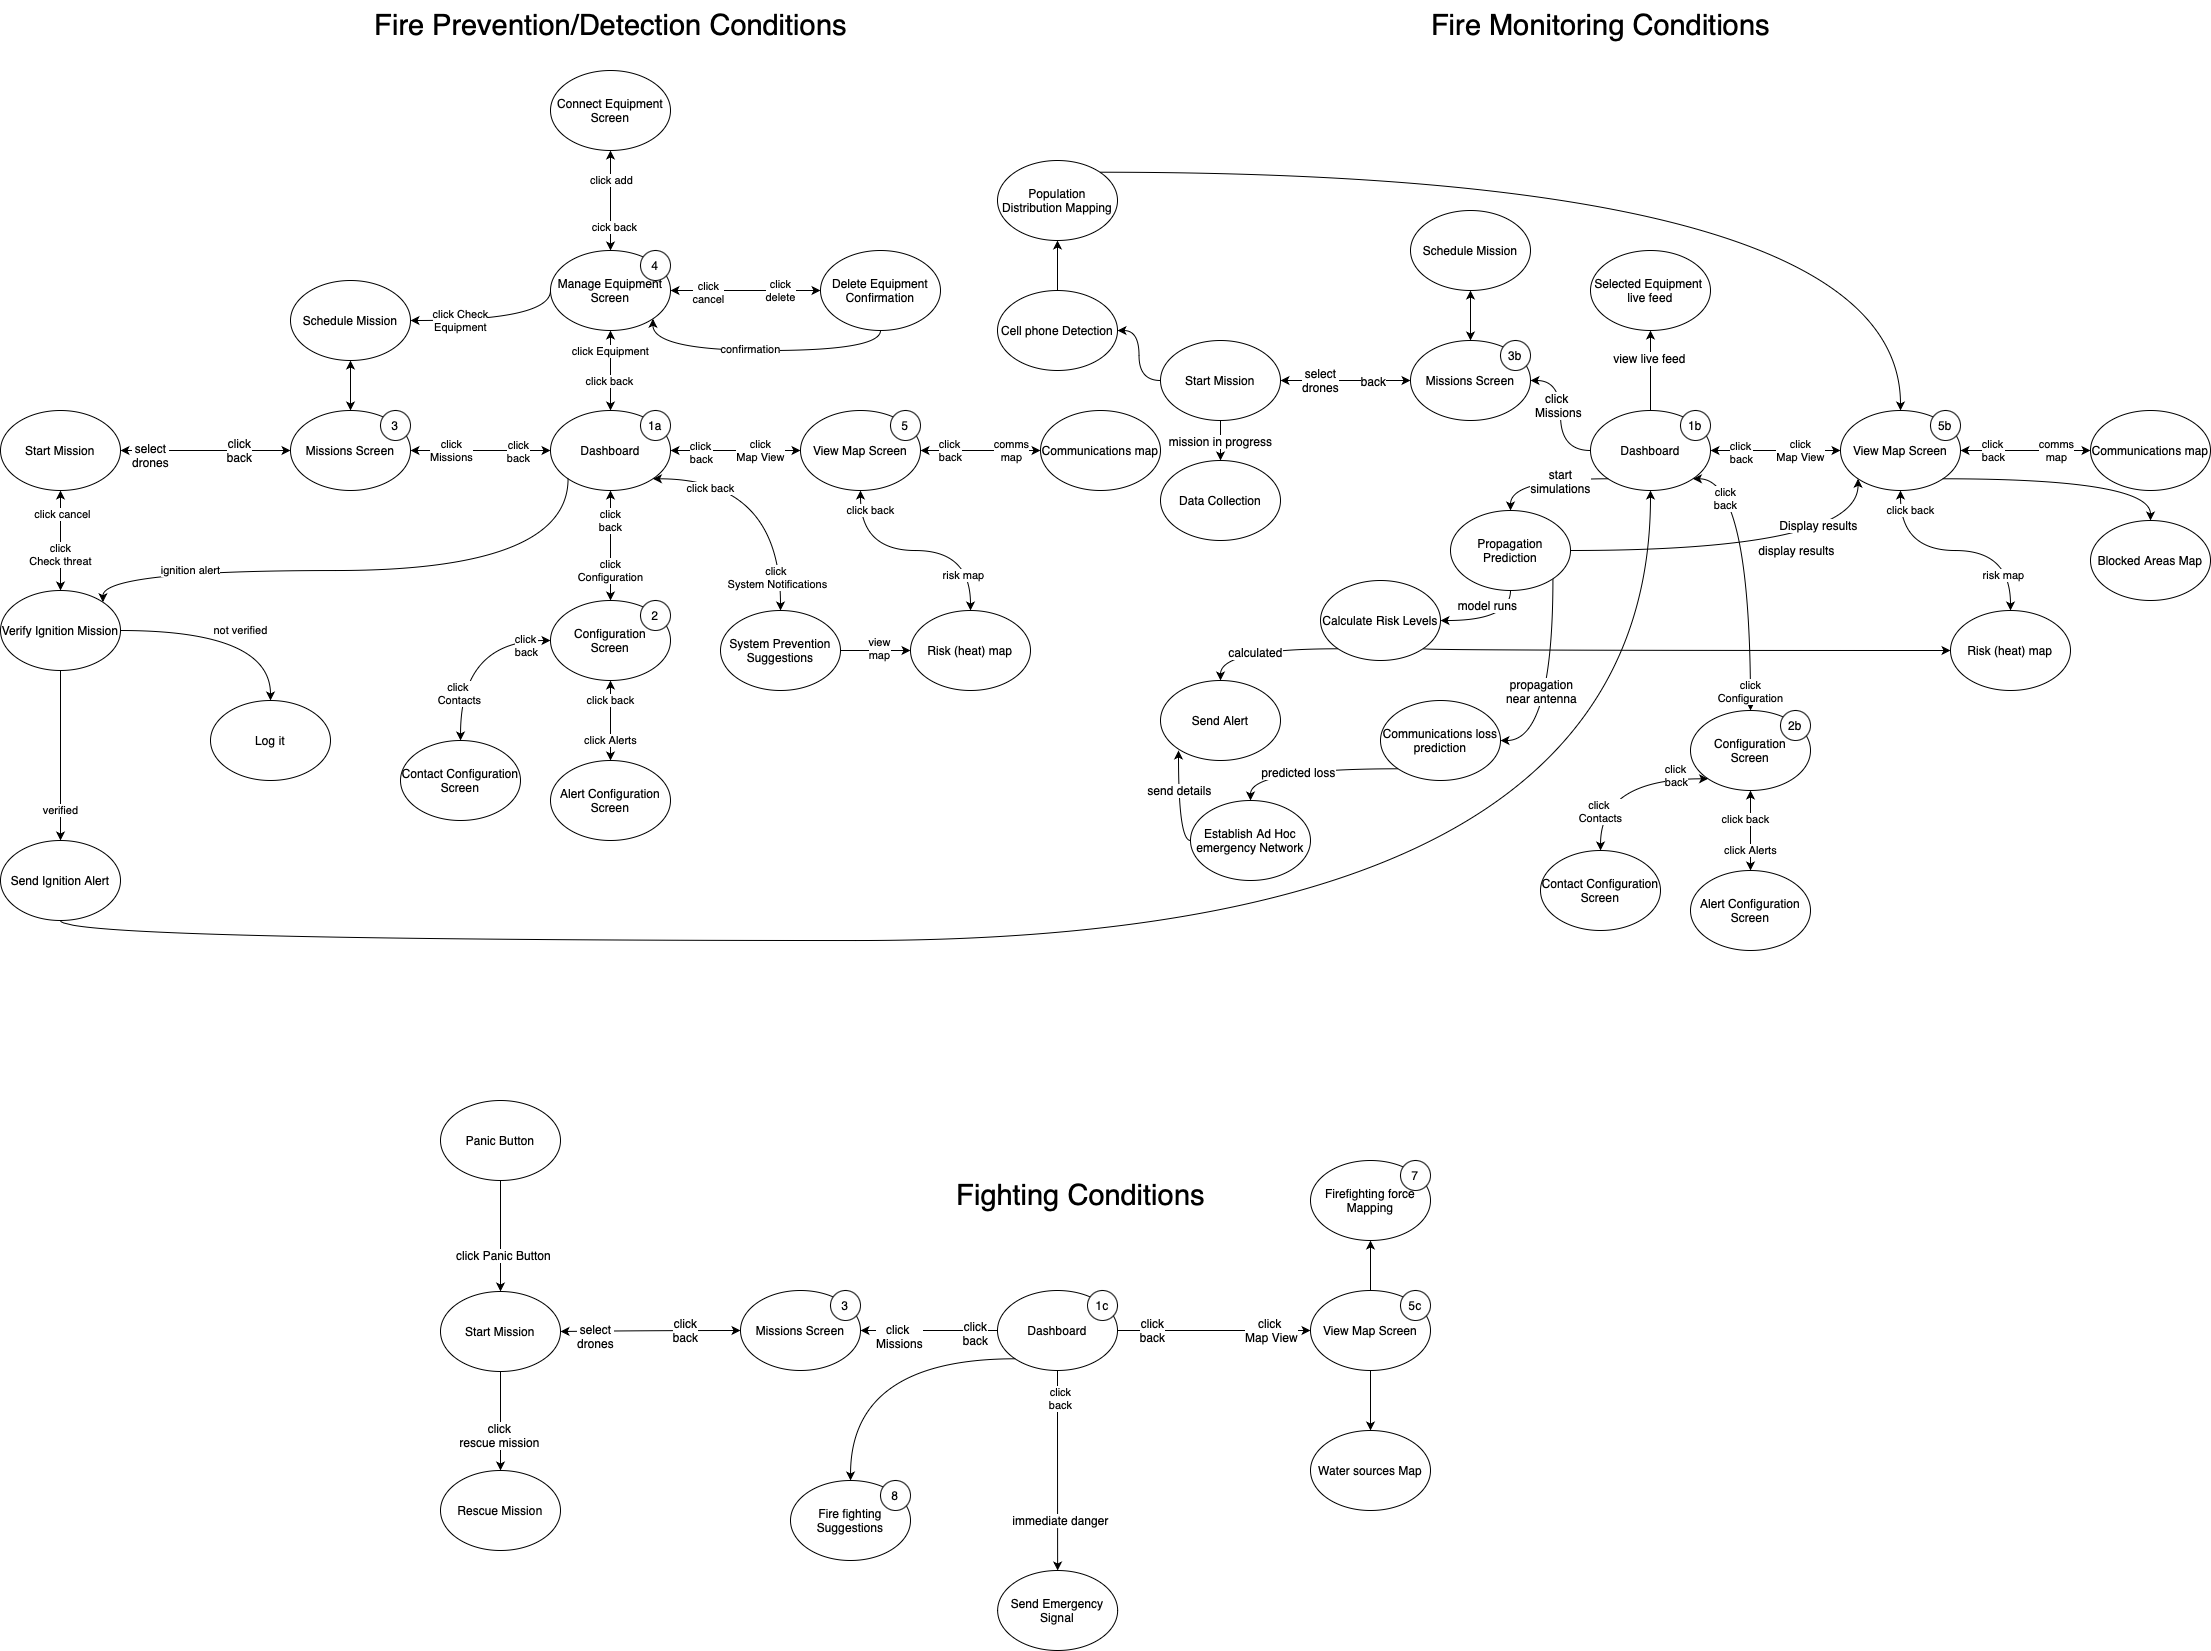 Fire Prevention/Detection Conditions
Connect Equipment
Screen
click add
cick back
4
Manage Equipment
Screen
click
cancel
click
delete
Delete Equipment
Confirmation
confirmation
click Check
Equipment
Schedule Mission
click Equipment
click back
Start Mission
select
drones
click
back
3
Missions Screen
click
Missions
click
back
1a
Dashboard
click
back
click
Map View
5
View Map Screen
click
back
comms
map
Communications map
click cancel
click
Check threat
ignition alert
click
back
click
Configuration
click back
click
System Notifications
click back
risk map
Verify Ignition Mission
not verified
Log it
2
Configuration
Screen
click
back
click
Contacts
Contact Configuration
Screen
click back
click Alerts
Alert Configuration
Screen
System Prevention
Suggestions
view
map
Risk (heat) map
verified
Send Ignition Alert
Fire Monitoring Conditions
Population
Distribution Mapping
Cell phone Detection
Schedule Mission
Selected Equipment
live feed
view live feed
Start Mission
select
drones
back
3b
Missions Screen
click
Missions
mission in progress
Data Collection
1b
Dashboard
click
back
click
Map View
5b
View Map Screen
click
back
comms
map
Communications map
start
simulations
click
back
Propagation
Prediction
Display results
display results
click back
risk map
Blocked Areas Map
model runs
Calculate Risk Levels
calculated
Send Alert
Risk (heat) map
propagation
near antenna
Communications loss
prediction
predicted loss
send details
Establish Ad Hoc
emergency Network
click
Configuration
2b
Configuration
Screen
click
back
click
Contacts
Contact Configuration
Screen
click back
click Alerts
Alert Configuration
Screen
Fighting Conditions
Panic Button
click Panic Button
Start Mission
select
drones
click
back
3
Missions Screen
click
Missions
click
back
1c
Dashboard
click
back
click
Map View
5c
View Map Screen
7
Firefighting force
Mapping
Water sources Map
click
rescue mission
Rescue Mission
8
Fire fighting
Suggestions
click
back
immediate danger
Send Emergency
Signal